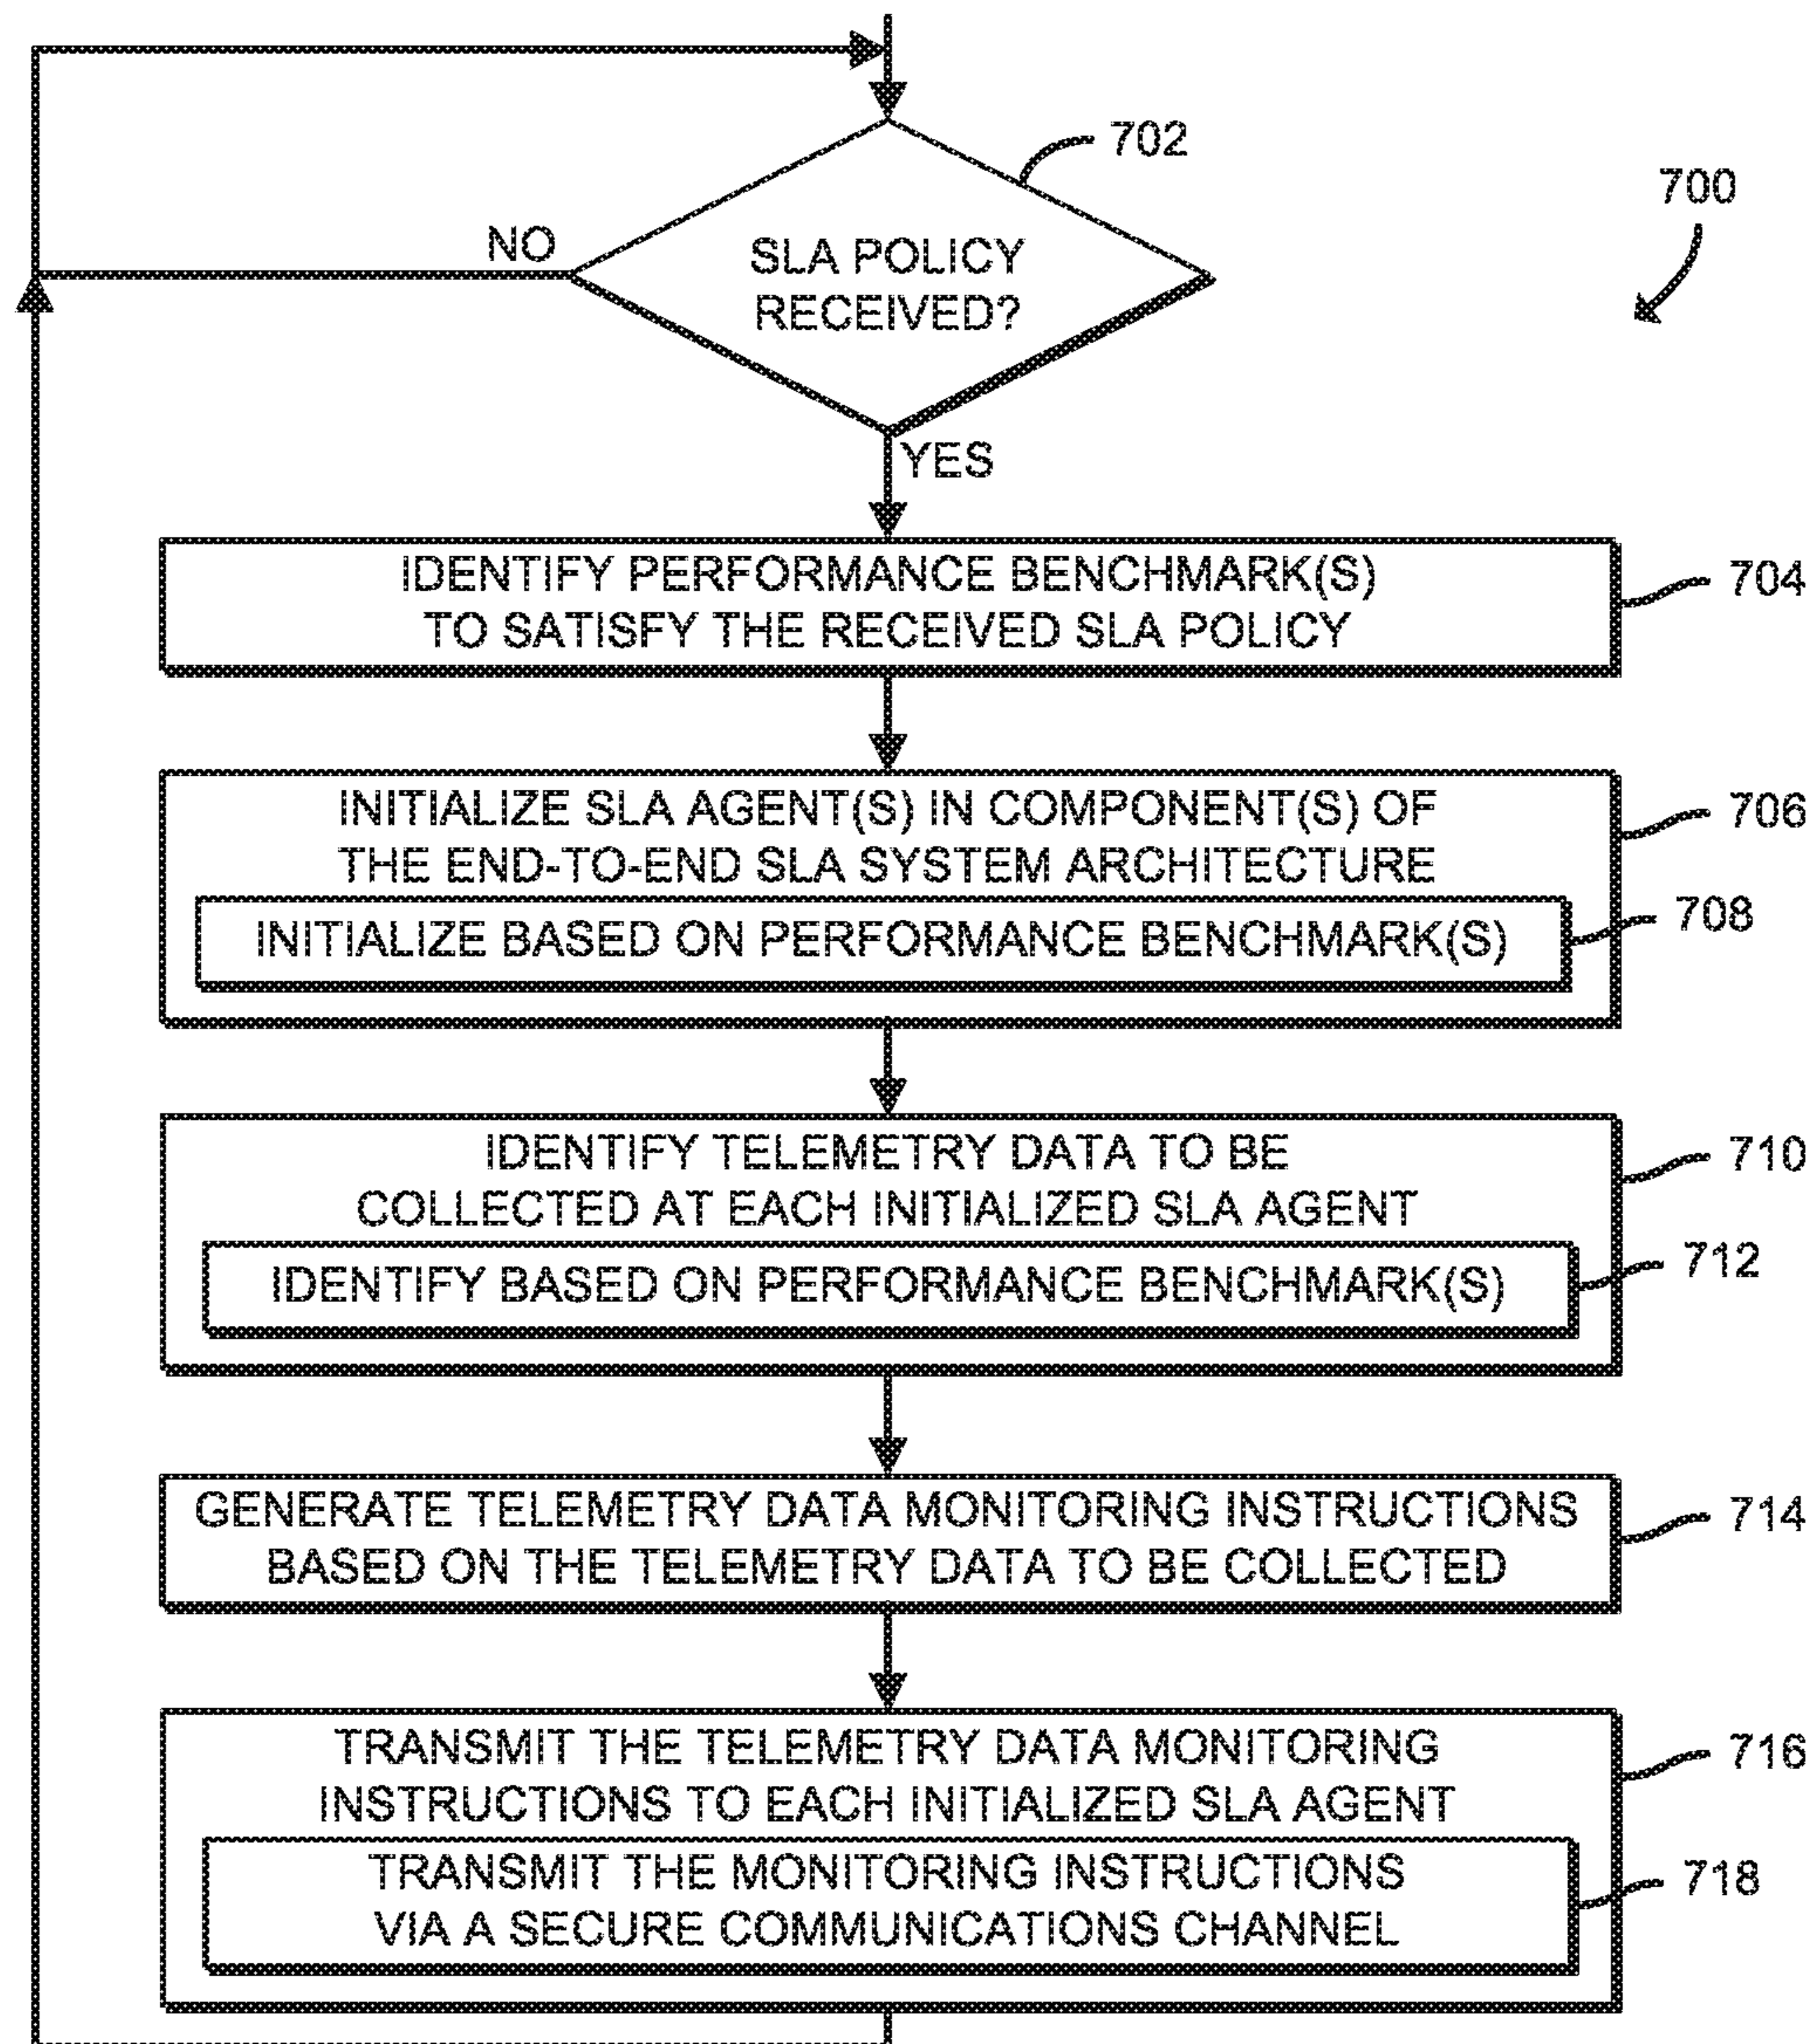 702
700
NO
SLA POLICY
RECEIVED?
YES
IDENTIFY PERFORMANCE BENCHMARK(S)
TO SATISFY THE RECEIVED SLA POLICY
704
INITIALIZE SLA AGENT(S) IN COMPONENT(S) OF
THE END-TO-END SLA SYSTEM ARCHITECTURE
706
INITIALIZE BASED ON PERFORMANCE BENCHMARK(S)
708
IDENTIFY TELEMETRY DATA TO BE
COLLECTED AT EACH INITIALIZED SLA AGENT
710
IDENTIFY BASED ON PERFORMANCE BENCHMARK(S)
712
GENERATE TELEMETRY DATA MONITORING INSTRUCTIONS
BASED ON THE TELEMETRY DATA TO BE COLLECTED
714
TRANSMIT THE TELEMETRY DATA MONITORING
INSTRUCTIONS TO EACH INITIALIZED SLA AGENT
716
TRANSMIT THE MONITORING INSTRUCTIONS
VIA A SECURE COMMUNICATIONS CHANNEL
718